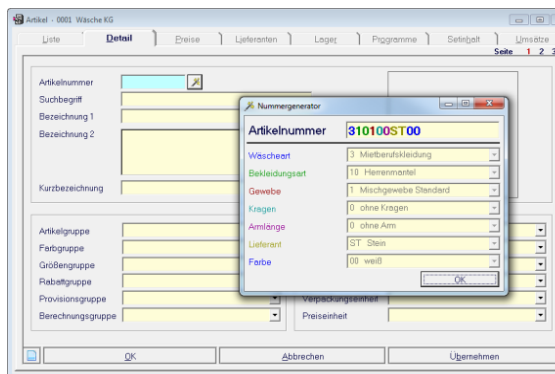 Artikel - 0001 Wäsche KG
Liste Detail Preise Lieferanten Lager Programme Setinhalt Umsätze
Seite 1 2 3
Artikelnummer
Suchbegriff
Bezeichnung 1
Bezeichnung 2
Kurzbezeichnung
Nummerngenerator
Artikelnummer 310100ST00
Wäscheart 3 Mietberufskleidung
Bekleidungsart 10 Herrenmantel
Gewebe 1 Mischgewebe Standard
Kragen 0 ohne Kragen
Armlänge 0 ohne Arm
Lieferant ST Stein
Farbe 00 weiß
OK
Artikelgruppe
Farbgruppe
Größengruppe
Rabattgruppe
Provisionsgruppe Verpackungseinheit
Berechnungsgruppe Preiseinheit
OK Abbrechen Übernehmen